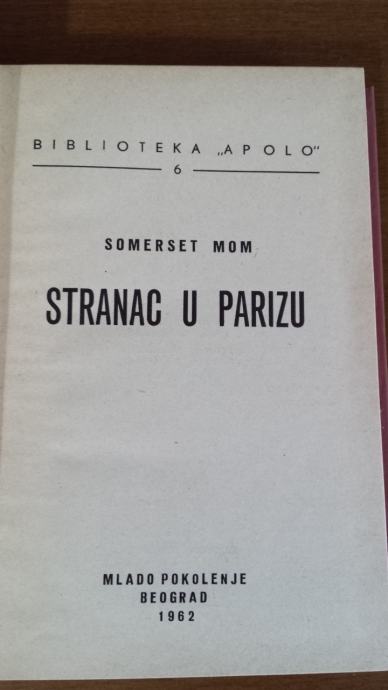 BIBLIOTEKA „APOLO“
6
SOMERSET MOM
STRANAC U PARIZU
MLADO POKOLENJE
BEOGRAD
1962